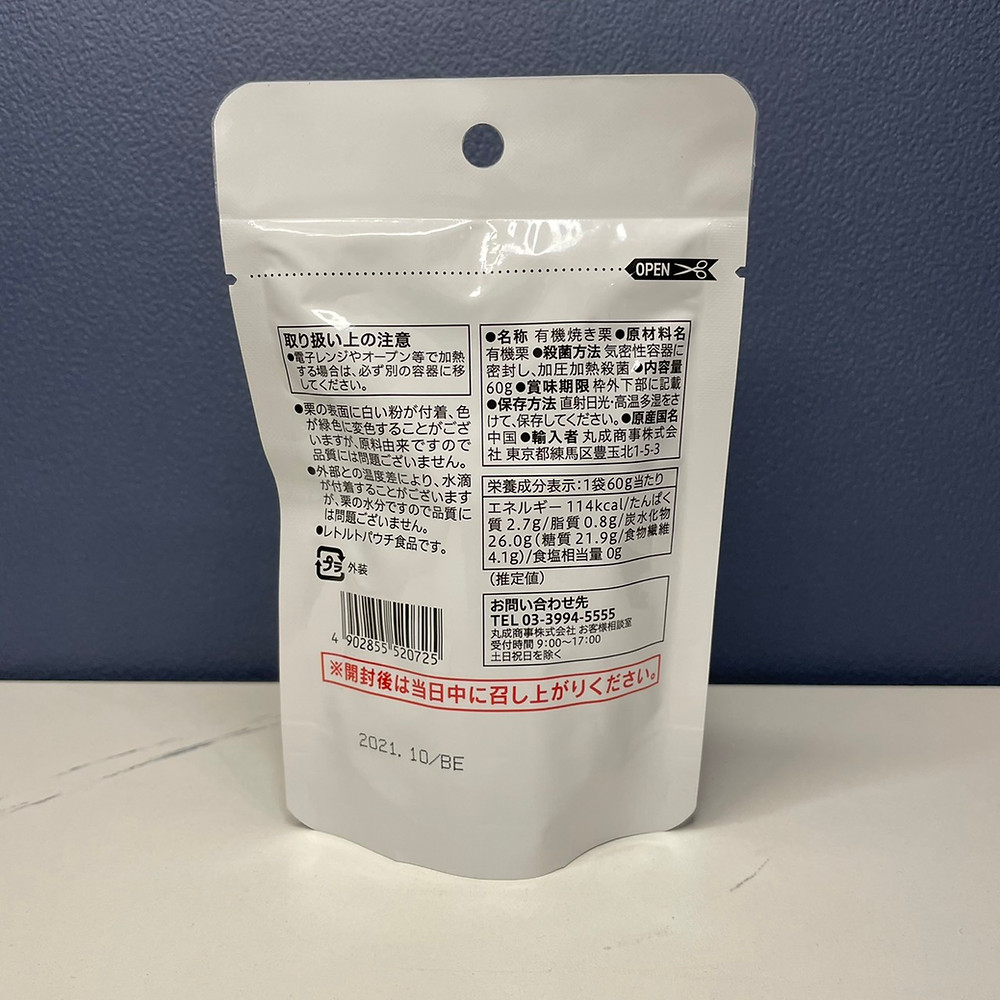 OPEN
取り扱い上の注意
●電子レンジやオーブン等で加熱
する場合は、必ず別の容器に移
してください。
●栗の表面に白い粉が付着、色
が緑色に変色することがござ
いますが、原料由来ですので
品質には問題ございません。
●外部との温度差により、水滴
が付着することがございます
が、栗の水分ですので品質に
は問題ございません。
●レトルトパウチ食品です。
プラ 外装
4 902855 520725
●名称 有機焼き栗●原材料名
有機栗●殺菌方法 気密性容器に
密封し、加圧加熱殺菌●内容量
60g●賞味期限 枠外下部に記載
●保存方法 直射日光・高温多湿をさ
けて、保存してください。●原産国名
中国●輸入者 丸成商事株式会
社 東京都練馬区豊玉北1-5-3
栄養成分表示:1袋60g当たり
エネルギー 114kcal/たんぱく
質 2.7g/脂質 0.8g/炭水化物
26.0g(糖質 21.9g/食物繊維
4.1g)/食塩相当量 0g
(推定値)
お問い合わせ先
TEL 03-3994-5555
丸成商事株式会社 お客様相談室
受付時間 9:00〜17:00
土日祝日を除く
※開封後は当日中に召し上がりください。
2021.10/BE